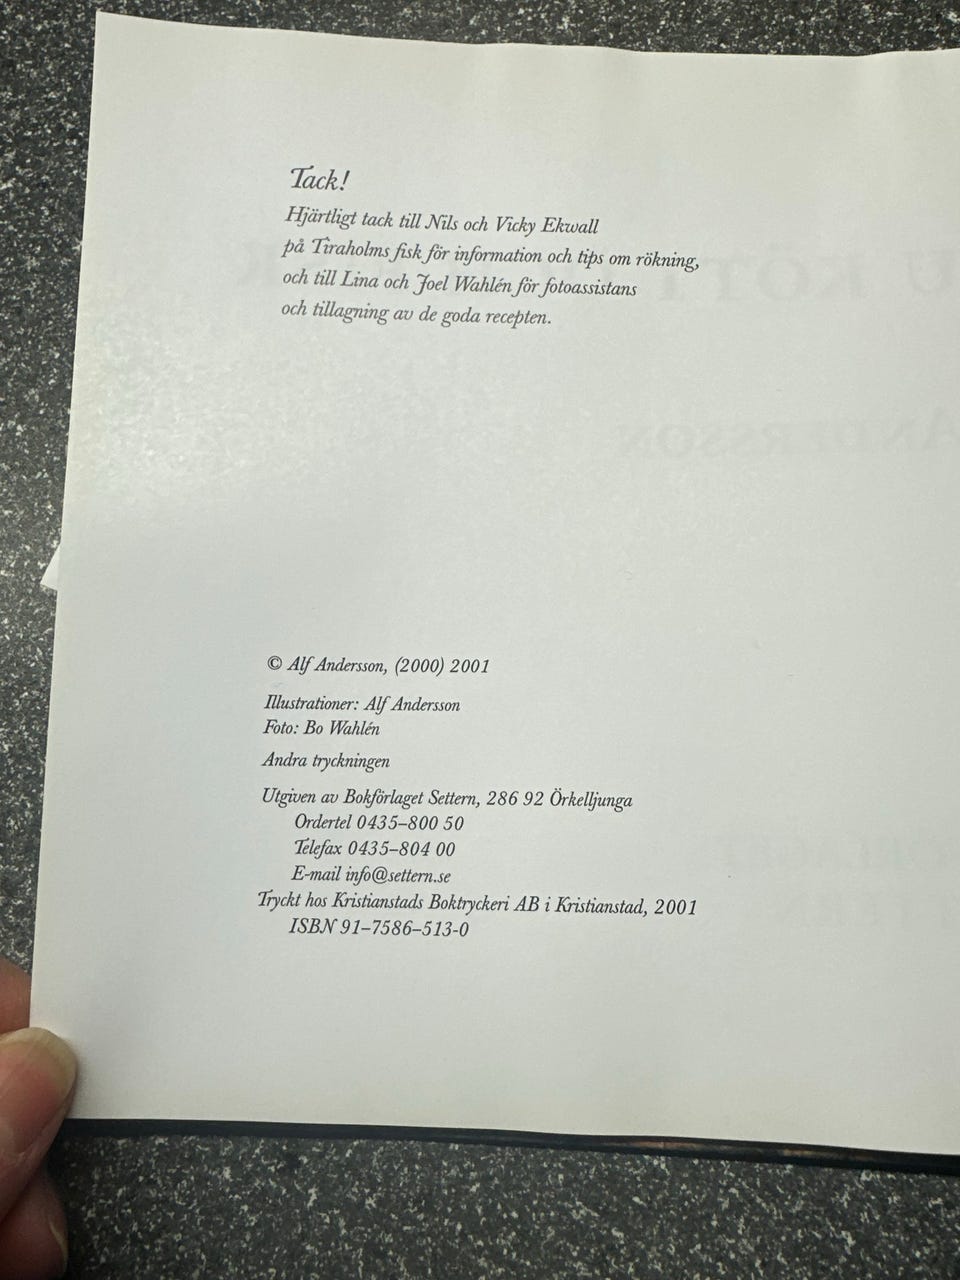 Tack!
Hjärtligt tack till Nils och Vicky Ekwall
på Tiraholms fisk för information och tips om rökning,
och till Lina och Joel Wahlén för fotoassistans
och tillagning av de goda recepten.
© Alf Andersson, (2000) 2001
Illustrationer: Alf Andersson
Foto: Bo Wahlén
Andra tryckningen
Utgiven av Bokförlaget Settern, 286 92 Örkelljunga
Ordertel 0435–800 50
Telefax 0435–804 00
E-mail info@settern.se
Tryckt hos Kristianstads Boktryckeri AB i Kristianstad, 2001
ISBN 91–7586–513-0